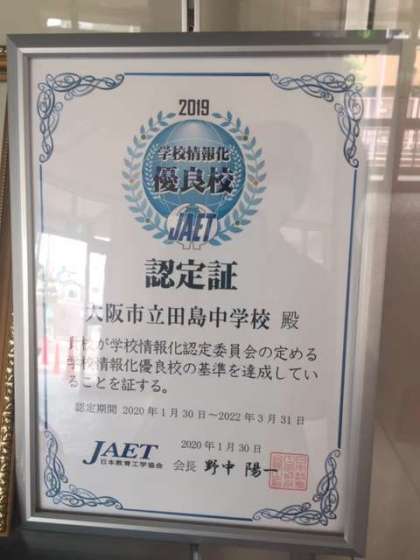 2019
学校情報化
優良校
JAET
認定証
大阪市立田島中学校 殿
貴校が学校情報化認定委員会の定める
学校情報化優良校の基準を達成してい
ることを証する。
認定期間 2020年1月30日～2022年3月31日
2020年1月30日
JAET
日本教育工学協会
会長 野中 陽一